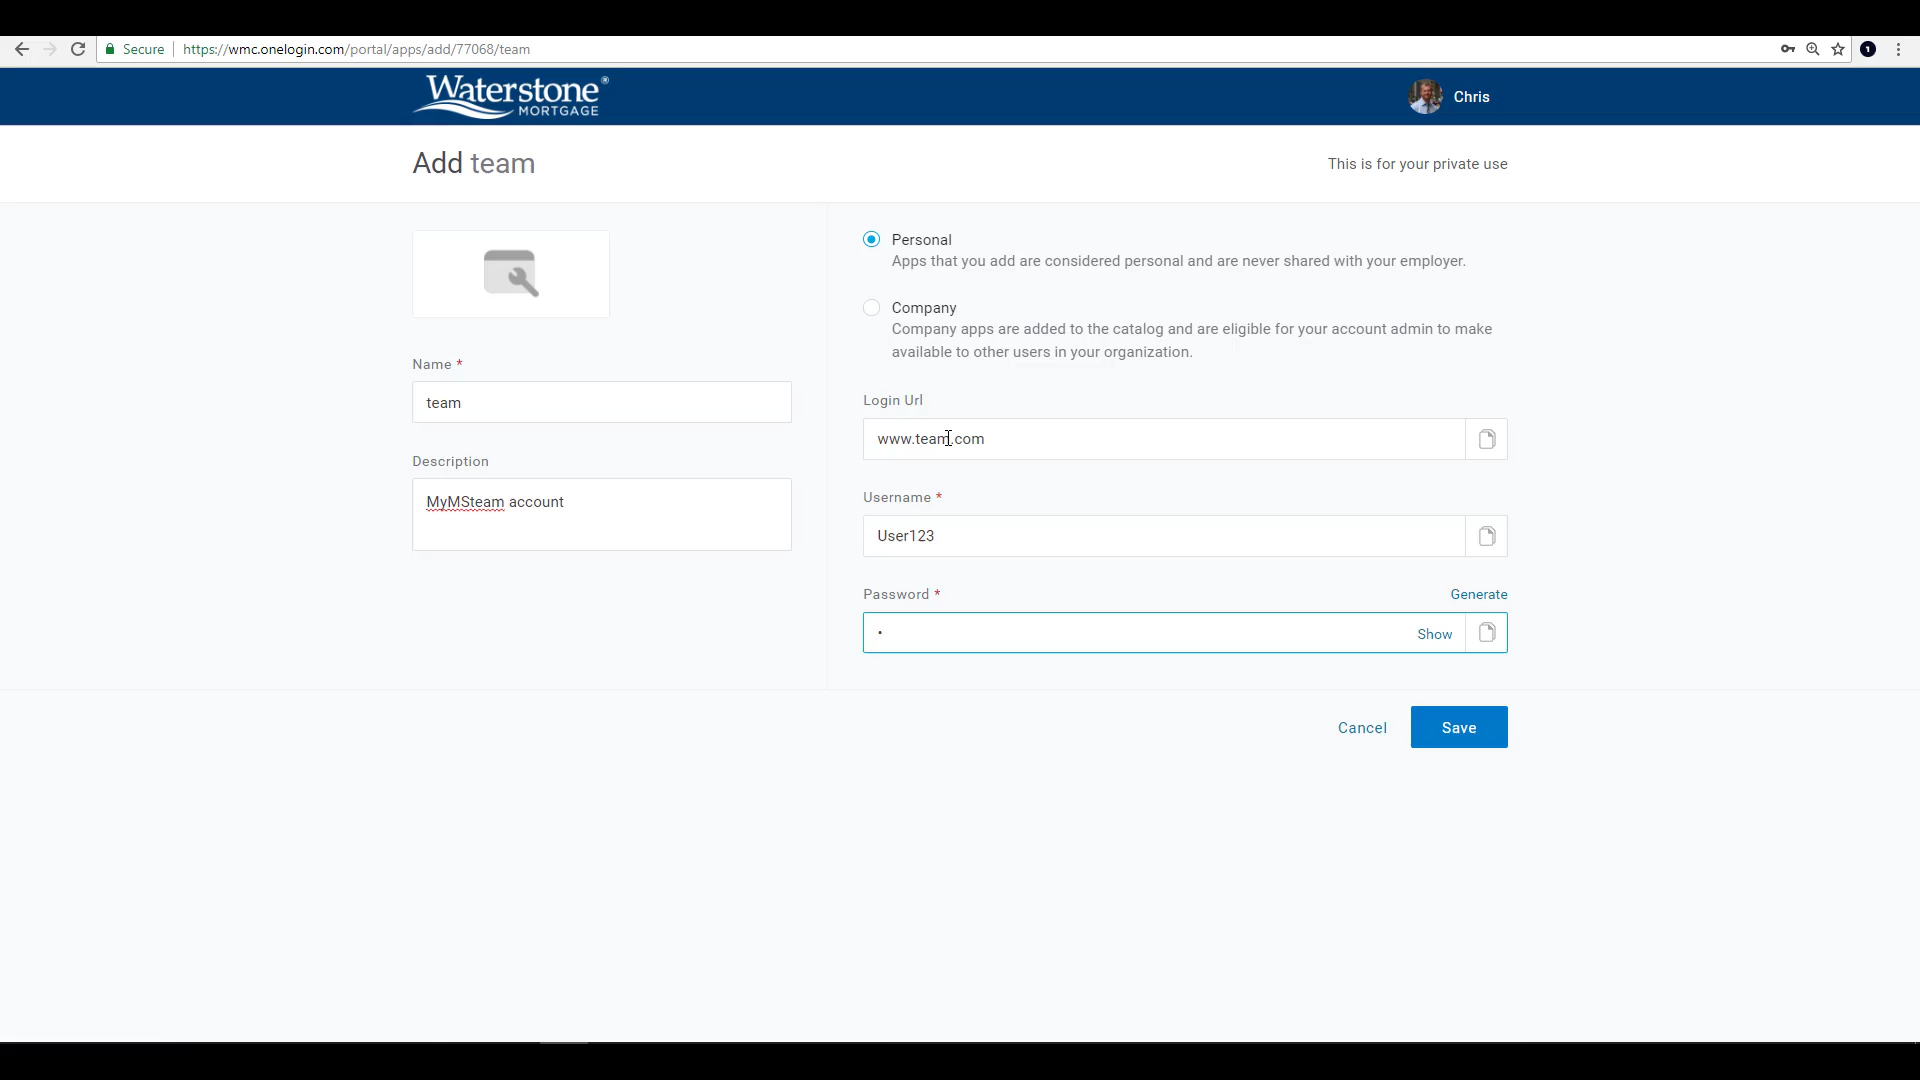 Secure https://wmc.onelogin.com/portal/apps/add/77068/team
1
Waterstone®
MORTGAGE
Chris
Add team
This is for your private use
Personal
Apps that you add are considered personal and are never shared with your employer.
Company
Company apps are added to the catalog and are eligible for your account admin to make
available to other users in your organization.
Name *
team
Description
MyMSteam account
Login Url
www.team.com
Username *
User123
Password *
Generate
•
Show
Cancel
Save